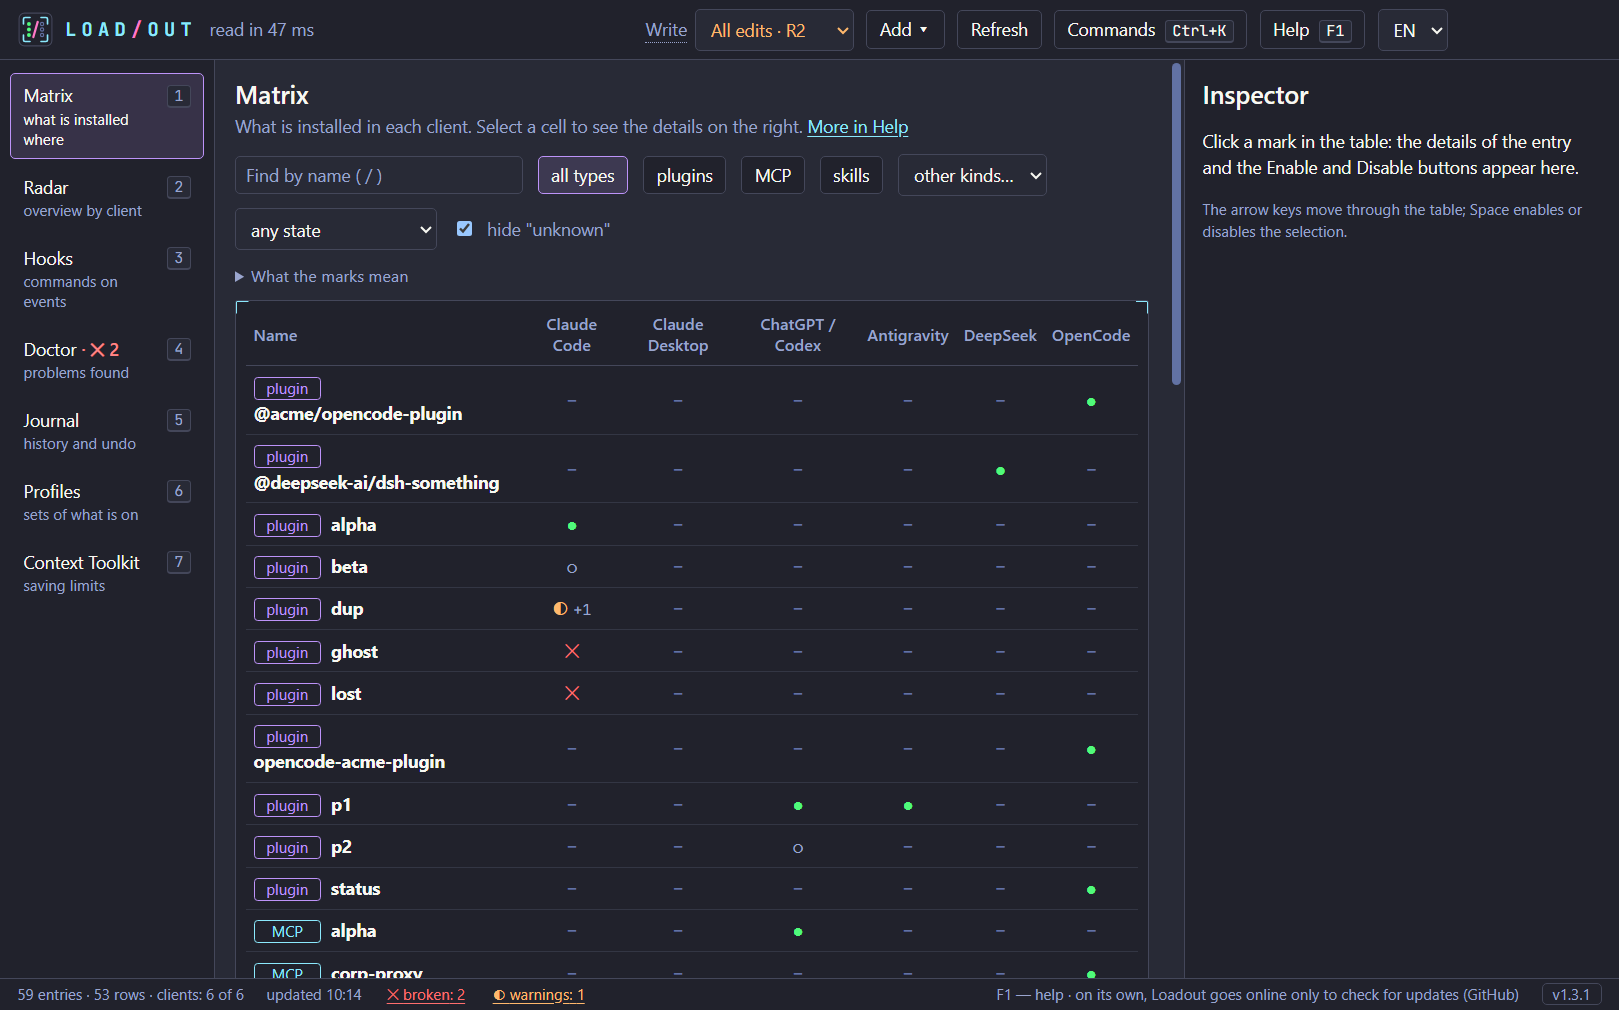 LOAD/OUT read in 47 ms Write All edits · R2 Add ▾ Refresh Commands Ctrl+K Help F1 EN
Matrix 1
what is installed
where
Radar 2
overview by client
Hooks 3
commands on
events
Doctor · ✕ 2 4
problems found
Journal 5
history and undo
Profiles 6
sets of what is on
Context Toolkit 7
saving limits
Matrix
What is installed in each client. Select a cell to see the details on the right. More in Help
Find by name ( / ) all types plugins MCP skills other kinds...
any state hide "unknown"
▶ What the marks mean
Name Claude Code Claude Desktop ChatGPT / Codex Antigravity DeepSeek OpenCode
plugin
@acme/opencode-plugin – – – – – ●
plugin
@deepseek-ai/dsh-something – – – – ● –
plugin alpha ● – – – – –
plugin beta ○ – – – – –
plugin dup ◐ +1 – – – – –
plugin ghost ✕ – – – – –
plugin lost ✕ – – – – –
plugin
opencode-acme-plugin – – – – – ●
plugin p1 – – ● ● – –
plugin p2 – – ○ – – –
plugin status – – – – – ●
MCP alpha – – ● – – –
MCP corp-proxy – – – – – ●
Inspector
Click a mark in the table: the details of the entry
and the Enable and Disable buttons appear here.
The arrow keys move through the table; Space enables or
disables the selection.
59 entries · 53 rows · clients: 6 of 6 updated 10:14 ✕ broken: 2 ◐ warnings: 1 F1 — help · on its own, Loadout goes online only to check for updates (GitHub) v1.3.1